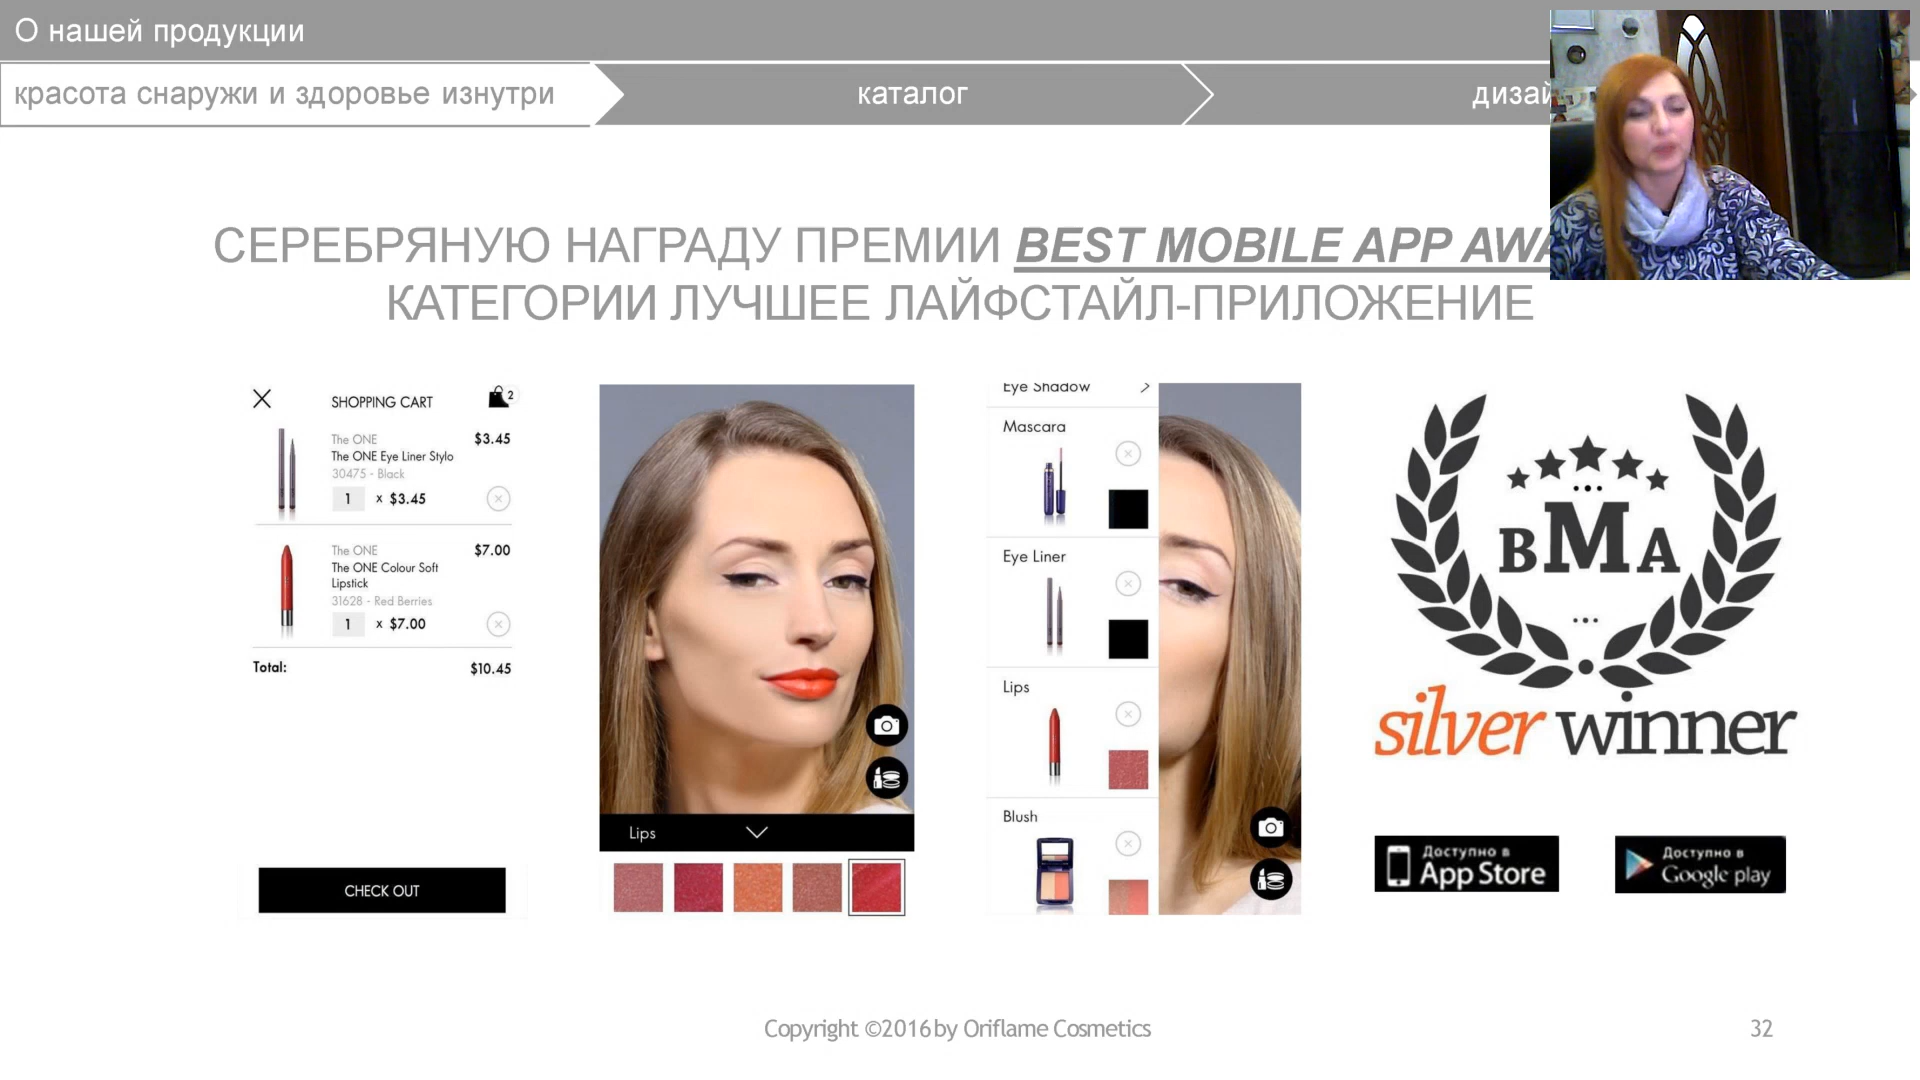 О нашей продукции
красота снаружи и здоровье изнутри
каталог
СЕРЕБРЯНУЮ НАГРАДУ ПРЕМИИ BEST MOBILE APP
КАТЕГОРИИ ЛУЧШЕЕ ЛАЙФСТАЙЛ-ПРИЛОЖЕНИЕ
SHOPPING CART
2
The ONE
$3.45
The ONE Eye Liner Stylo
30475 - Black
1 x $3.45
The ONE
$7.00
The ONE Colour Soft
Lipstick
31628 - Red Berries
1 x $7.00
Total: $10.45
CHECK OUT
Lips
Eye Shadow
Mascara
Eye Liner
Lips
Blush
BMA
silver winner
Доступно в
App Store
Доступно в
Google play
Copyright ©2016 by Oriflame Cosmetics
32